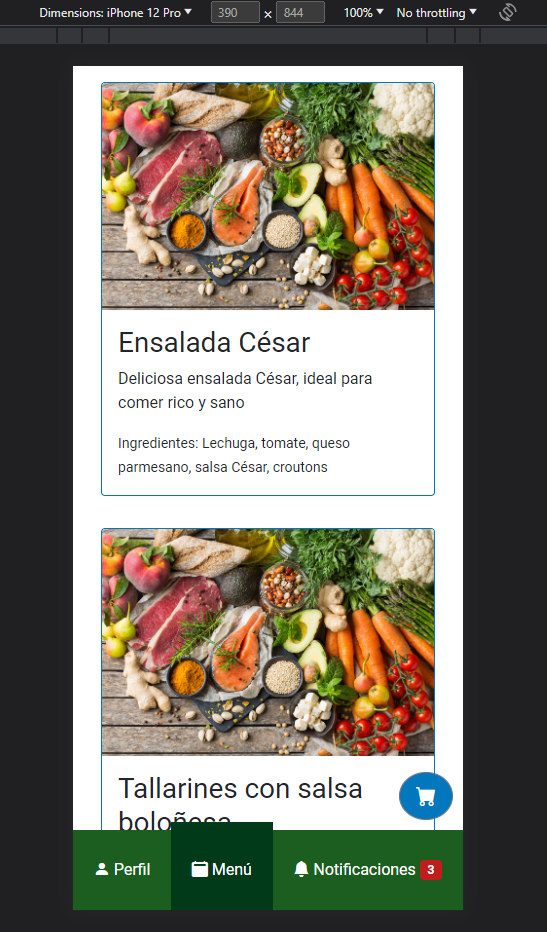 Dimensions: iPhone 12 Pro
390 x 844
100%
No throttling
Ensalada César
Deliciosa ensalada César, ideal para
comer rico y sano
Ingredientes: Lechuga, tomate, queso
parmesano, salsa César, croutons
Tallarines con salsa
boloñesa
Perfil
Menú
Notificaciones 3